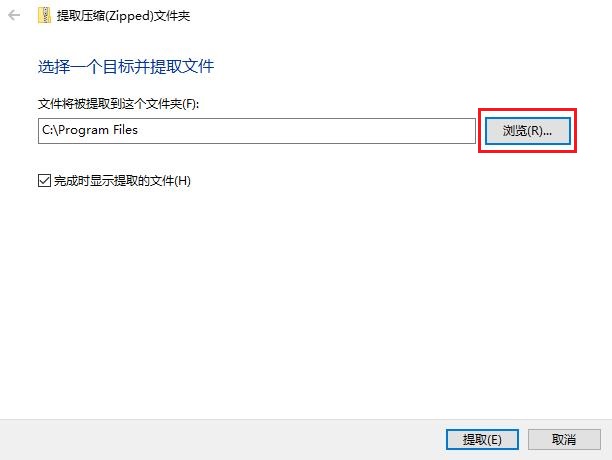 提取压缩(Zipped)文件夹
选择一个目标并提取文件
文件将被提取到这个文件夹(F):
C:\Program Files
浏览(R)...
完成时显示提取的文件(H)
提取(E)
取消